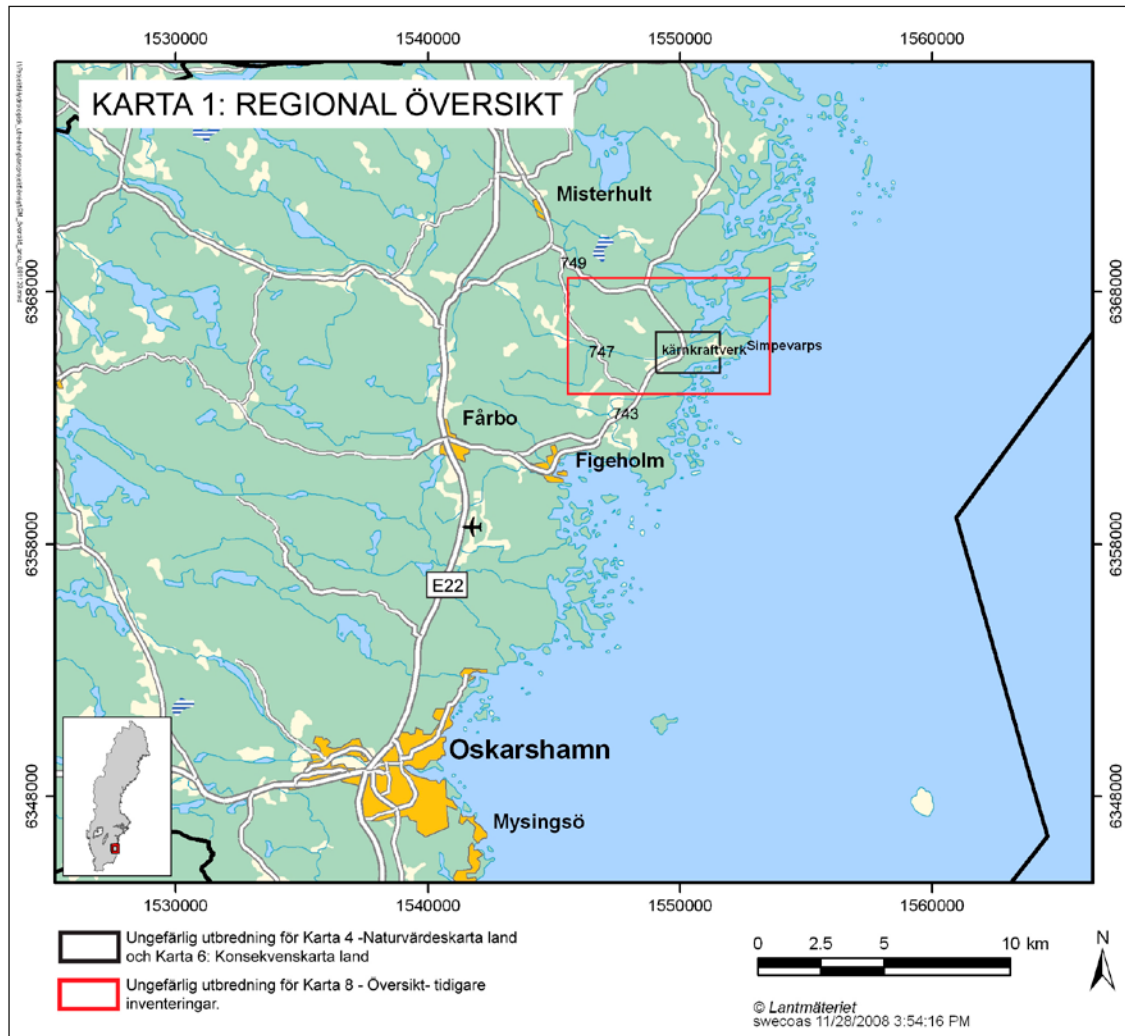 1530000 1540000 1550000 1560000
KARTA 1: REGIONAL ÖVERSIKT
Misterhult
749
6368000 6368000
747
kärnkraftverk Simpevarps
743
Fårbo
Figeholm
6358000 6358000
E22
Oskarshamn
6348000 6348000
Mysingsö
1530000 1540000 1550000 1560000
Ungefärlig utbredning för Karta 4 -Naturvärdeskarta land
och Karta 6: Konsekvenskarta land
Ungefärlig utbredning för Karta 8 - Översikt- tidigare
inventeringar.
0 2.5 5 10 km
N
© Lantmäteriet
swecoas 11/28/2008 3:54:16 PM